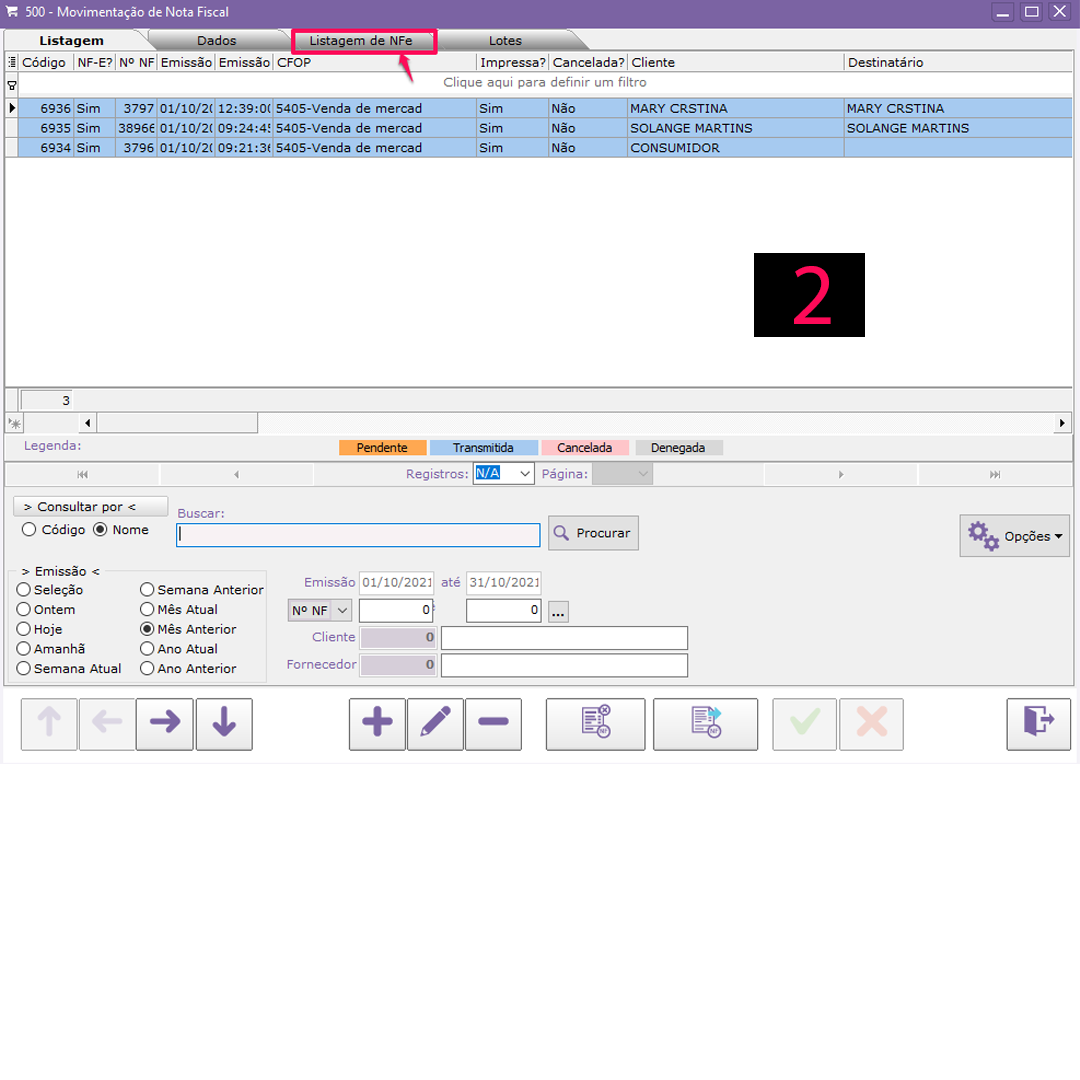 500 - Movimentação de Nota Fiscal
Listagem Dados Listagem de NFe Lotes
Código NF-E? Nº NF Emissão Emissão CFOP Impressa? Cancelada? Cliente Destinatário
Clique aqui para definir um filtro
6936 Sim 3797 01/10/20 12:39:00 5405-Venda de mercad Sim Não MARY CRSTINA MARY CRSTINA
6935 Sim 38966 01/10/20 09:24:45 5405-Venda de mercad Sim Não SOLANGE MARTINS SOLANGE MARTINS
6934 Sim 3796 01/10/20 09:21:36 5405-Venda de mercad Sim Não CONSUMIDOR
2
3
Legenda: Pendente Transmitida Cancelada Denegada
Registros: N/A Página:
> Consultar por < Buscar:
Código Nome Procurar Opções
> Emissão <
Seleção Semana Anterior
Ontem Mês Atual
Hoje Mês Anterior
Amanhã Ano Atual
Semana Atual Ano Anterior
Emissão 01/10/2021 até 31/10/2021
Nº NF 0 0 ...
Cliente 0
Fornecedor 0
NF NF